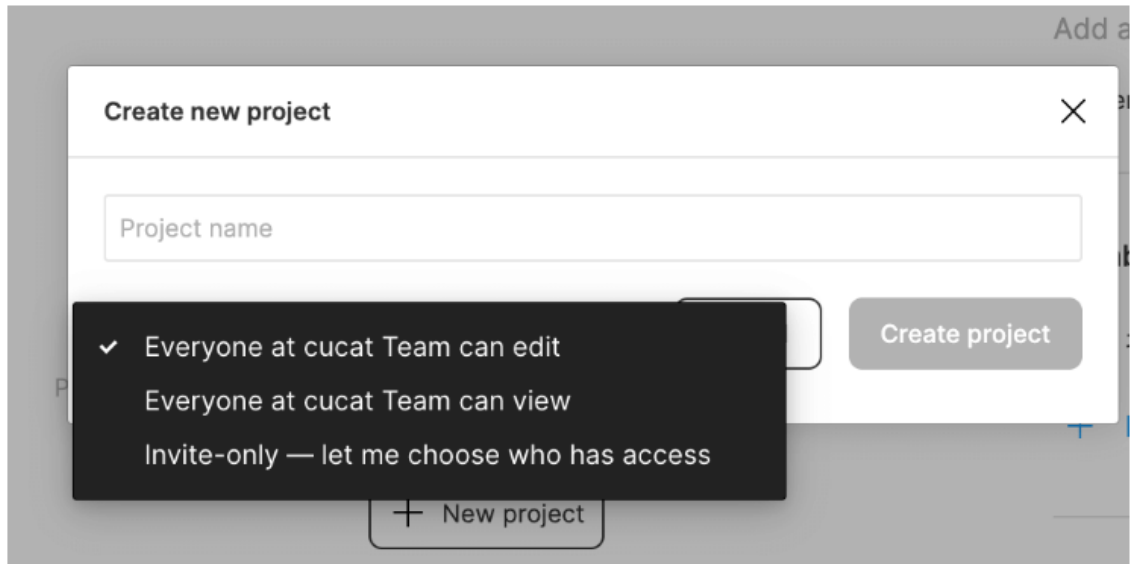 Add a
Create new project
Project name
Create project
Everyone at cucat Team can edit
Everyone at cucat Team can view
Invite-only — let me choose who has access
New project